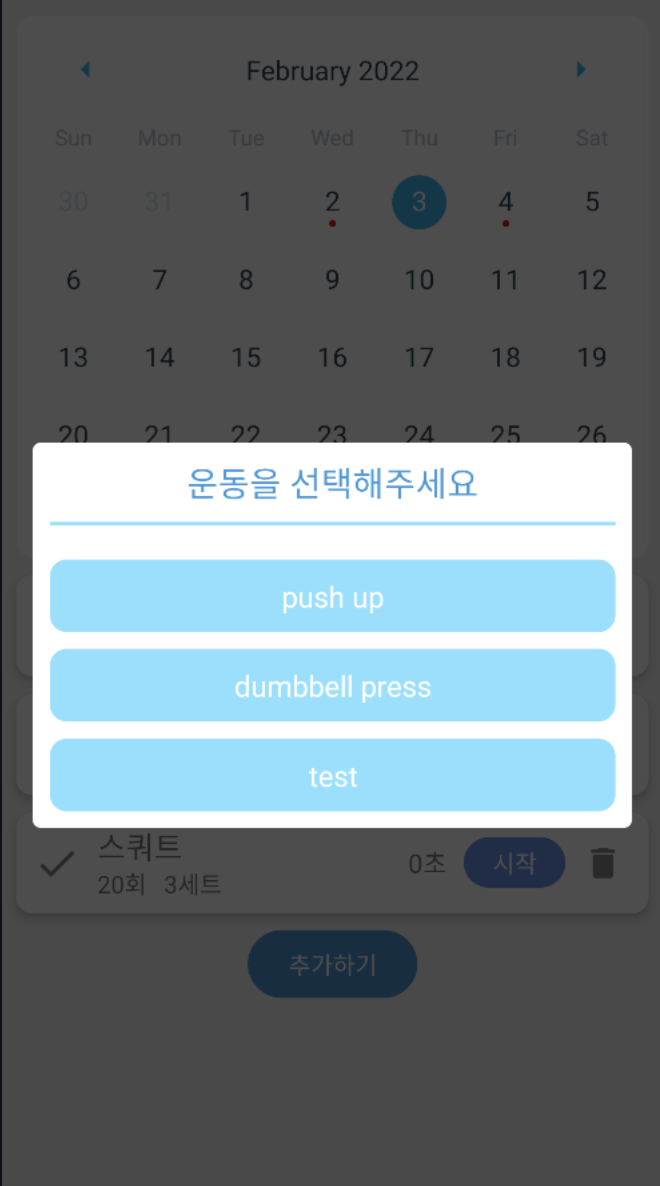 February 2022
Sun Mon Tue Wed Thu Fri Sat
30 31 1 2 3 4 5
6 7 8 9 10 11 12
13 14 15 16 17 18 19
20 21 22 23 24 25 26
운동을 선택해주세요
push up
dumbbell press
test
스쿼트
20회 3세트 0초 시작
추가하기